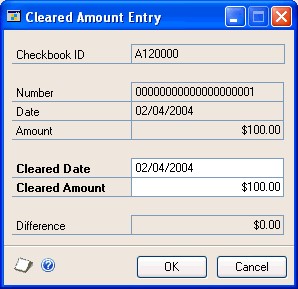 Cleared Amount Entry
Checkbook ID A120000
Number 00000000000000000001
Date 02/04/2004
Amount $100.00
Cleared Date 02/04/2004
Cleared Amount $100.00
Difference $0.00
OK Cancel